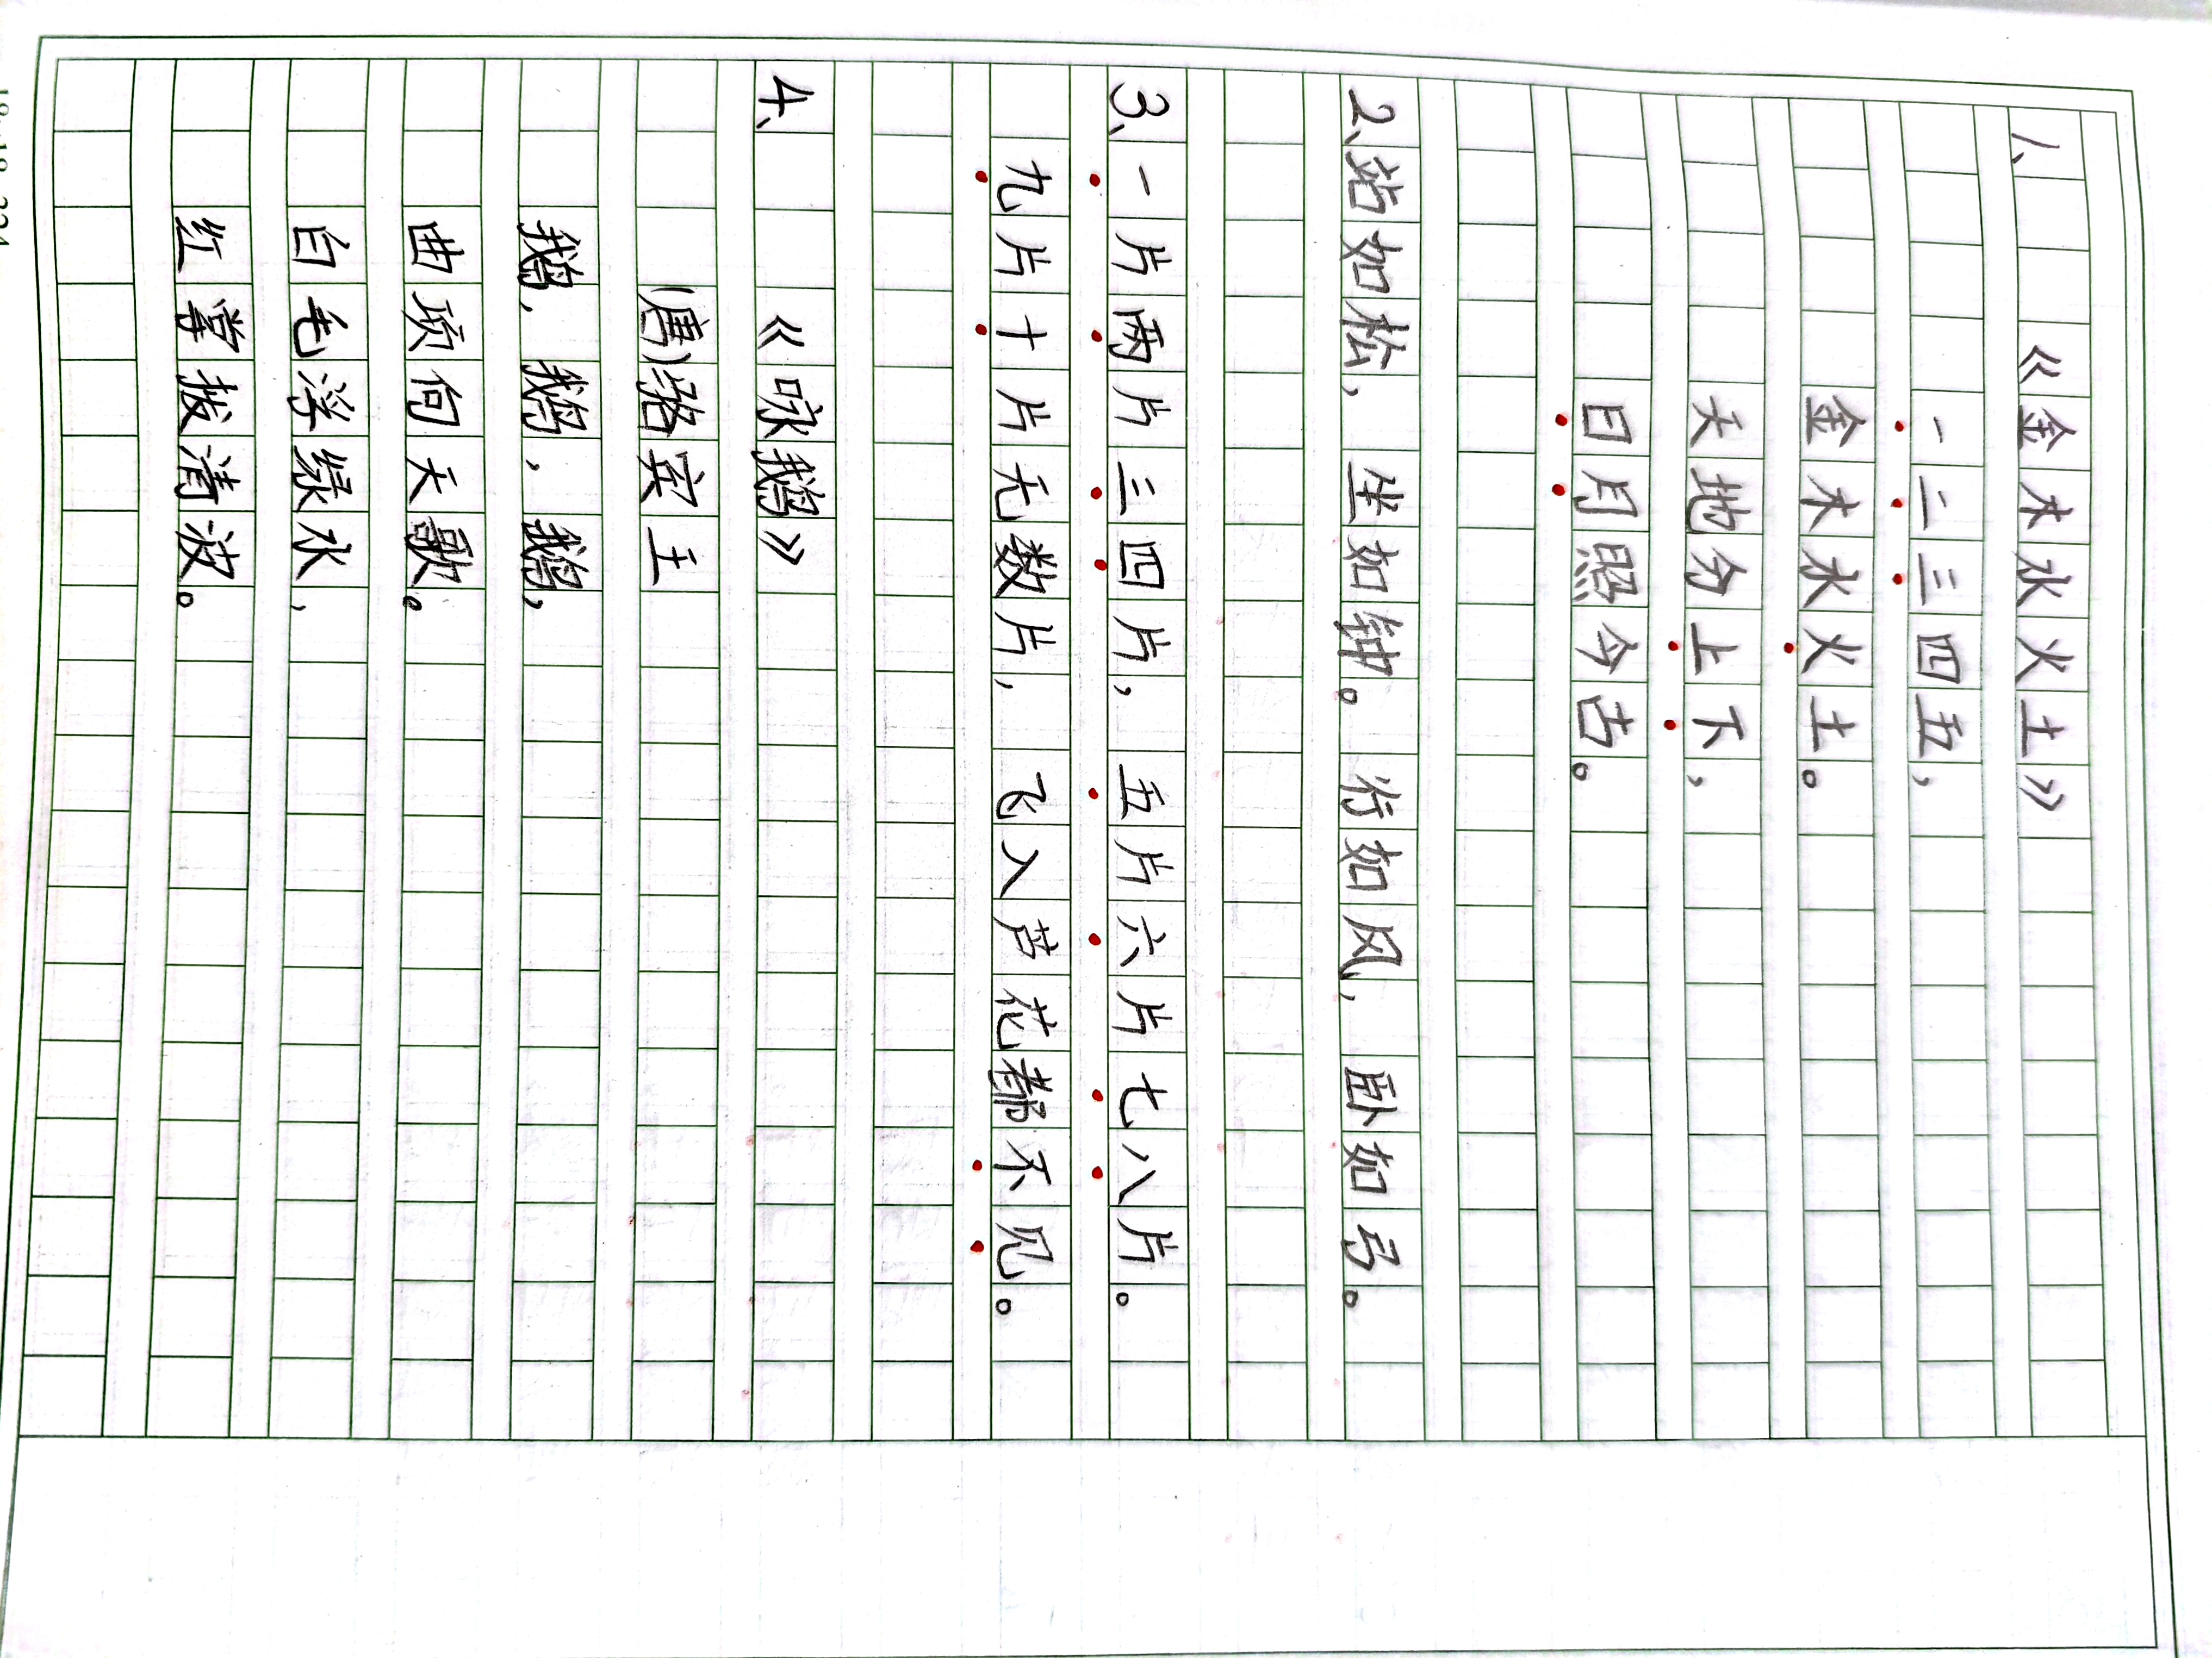 1、《金木水火土》
一二三四五,
金木水火土。
天地分上下,
日月照今古。
2、站如松, 坐如钟。行如风, 卧如弓。
3、一片两片三四片, 五片六片七八片。
九片十片无数片, 飞入芦花都不见。
4、《咏鹅》
(唐)骆宾王
鹅,鹅,鹅,
曲项向天歌。
白毛浮绿水,
红掌拨清波。